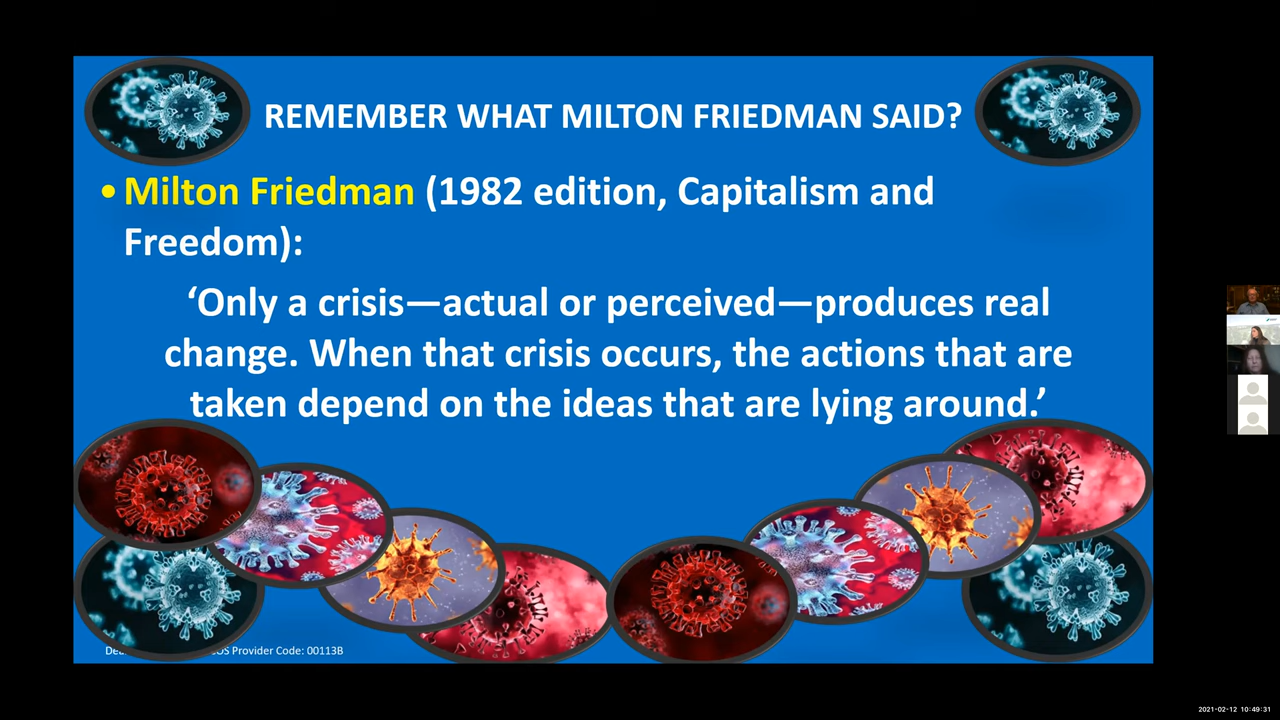 REMEMBER WHAT MILTON FRIEDMAN SAID?
• Milton Friedman (1982 edition, Capitalism and
Freedom):
‘Only a crisis—actual or perceived—produces real
change. When that crisis occurs, the actions that are
taken depend on the ideas that are lying around.’
Provider Code: 00113B
2021-02-12 10:49:31